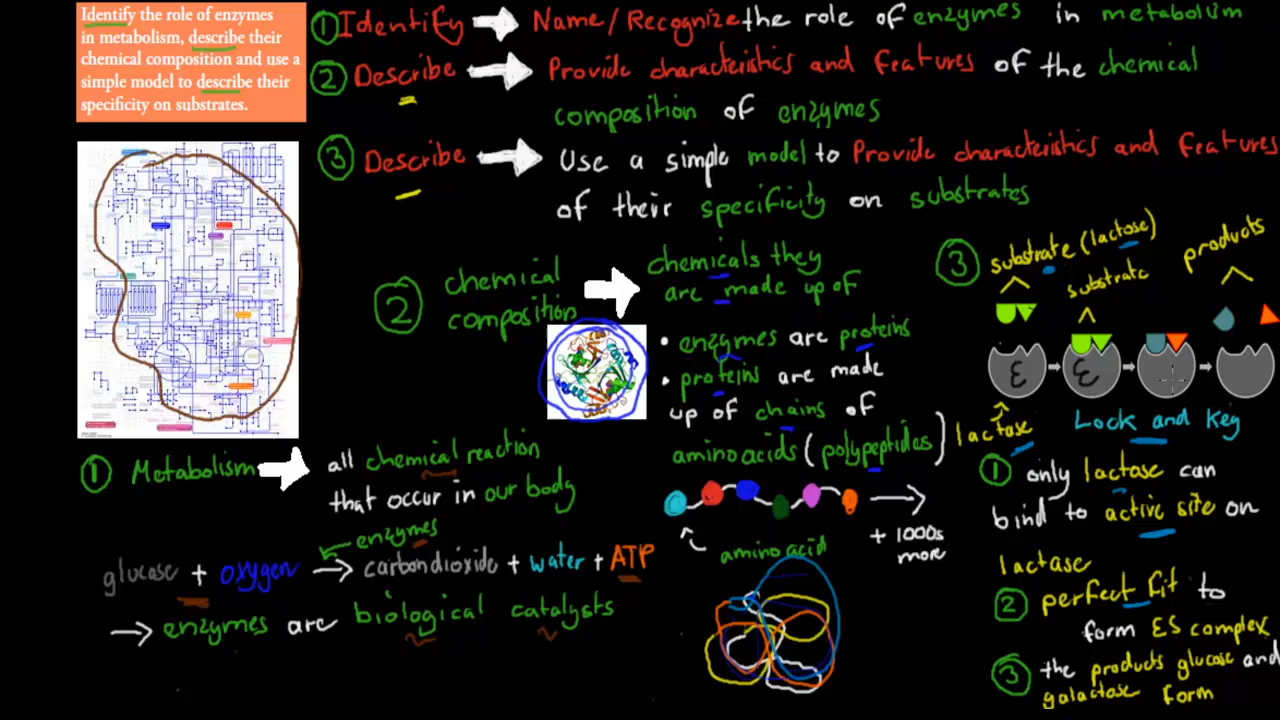 Identify the role of enzymes
in metabolism, describe their
chemical composition and use a
simple model to describe their
specificity on substrates.
① Identify → Name/Recognize the role of enzymes in metabolism
② Describe → Provide characteristics and features of the chemical
composition of enzymes
③ Describe → Use a simple model to Provide characteristics and features
of their specificity on substrates
① Metabolism → all chemical reaction
that occur in our body
enzymes
glucose + oxygen → carbondioxide + water + ATP
→ enzymes are biological catalysts
② chemical
composition → chemicals they
are made up of
• enzymes are proteins
• proteins are made
up of chains of
aminoacids (polypeptides)
amino acid
+ 1000s
more
③ substrate (lactose)
substrate
products
E
E
lactase
Lock and Key
① only lactase can
bind to active site on
lactase
② perfect fit to
form ES complex
③ the products glucose and
galactose form